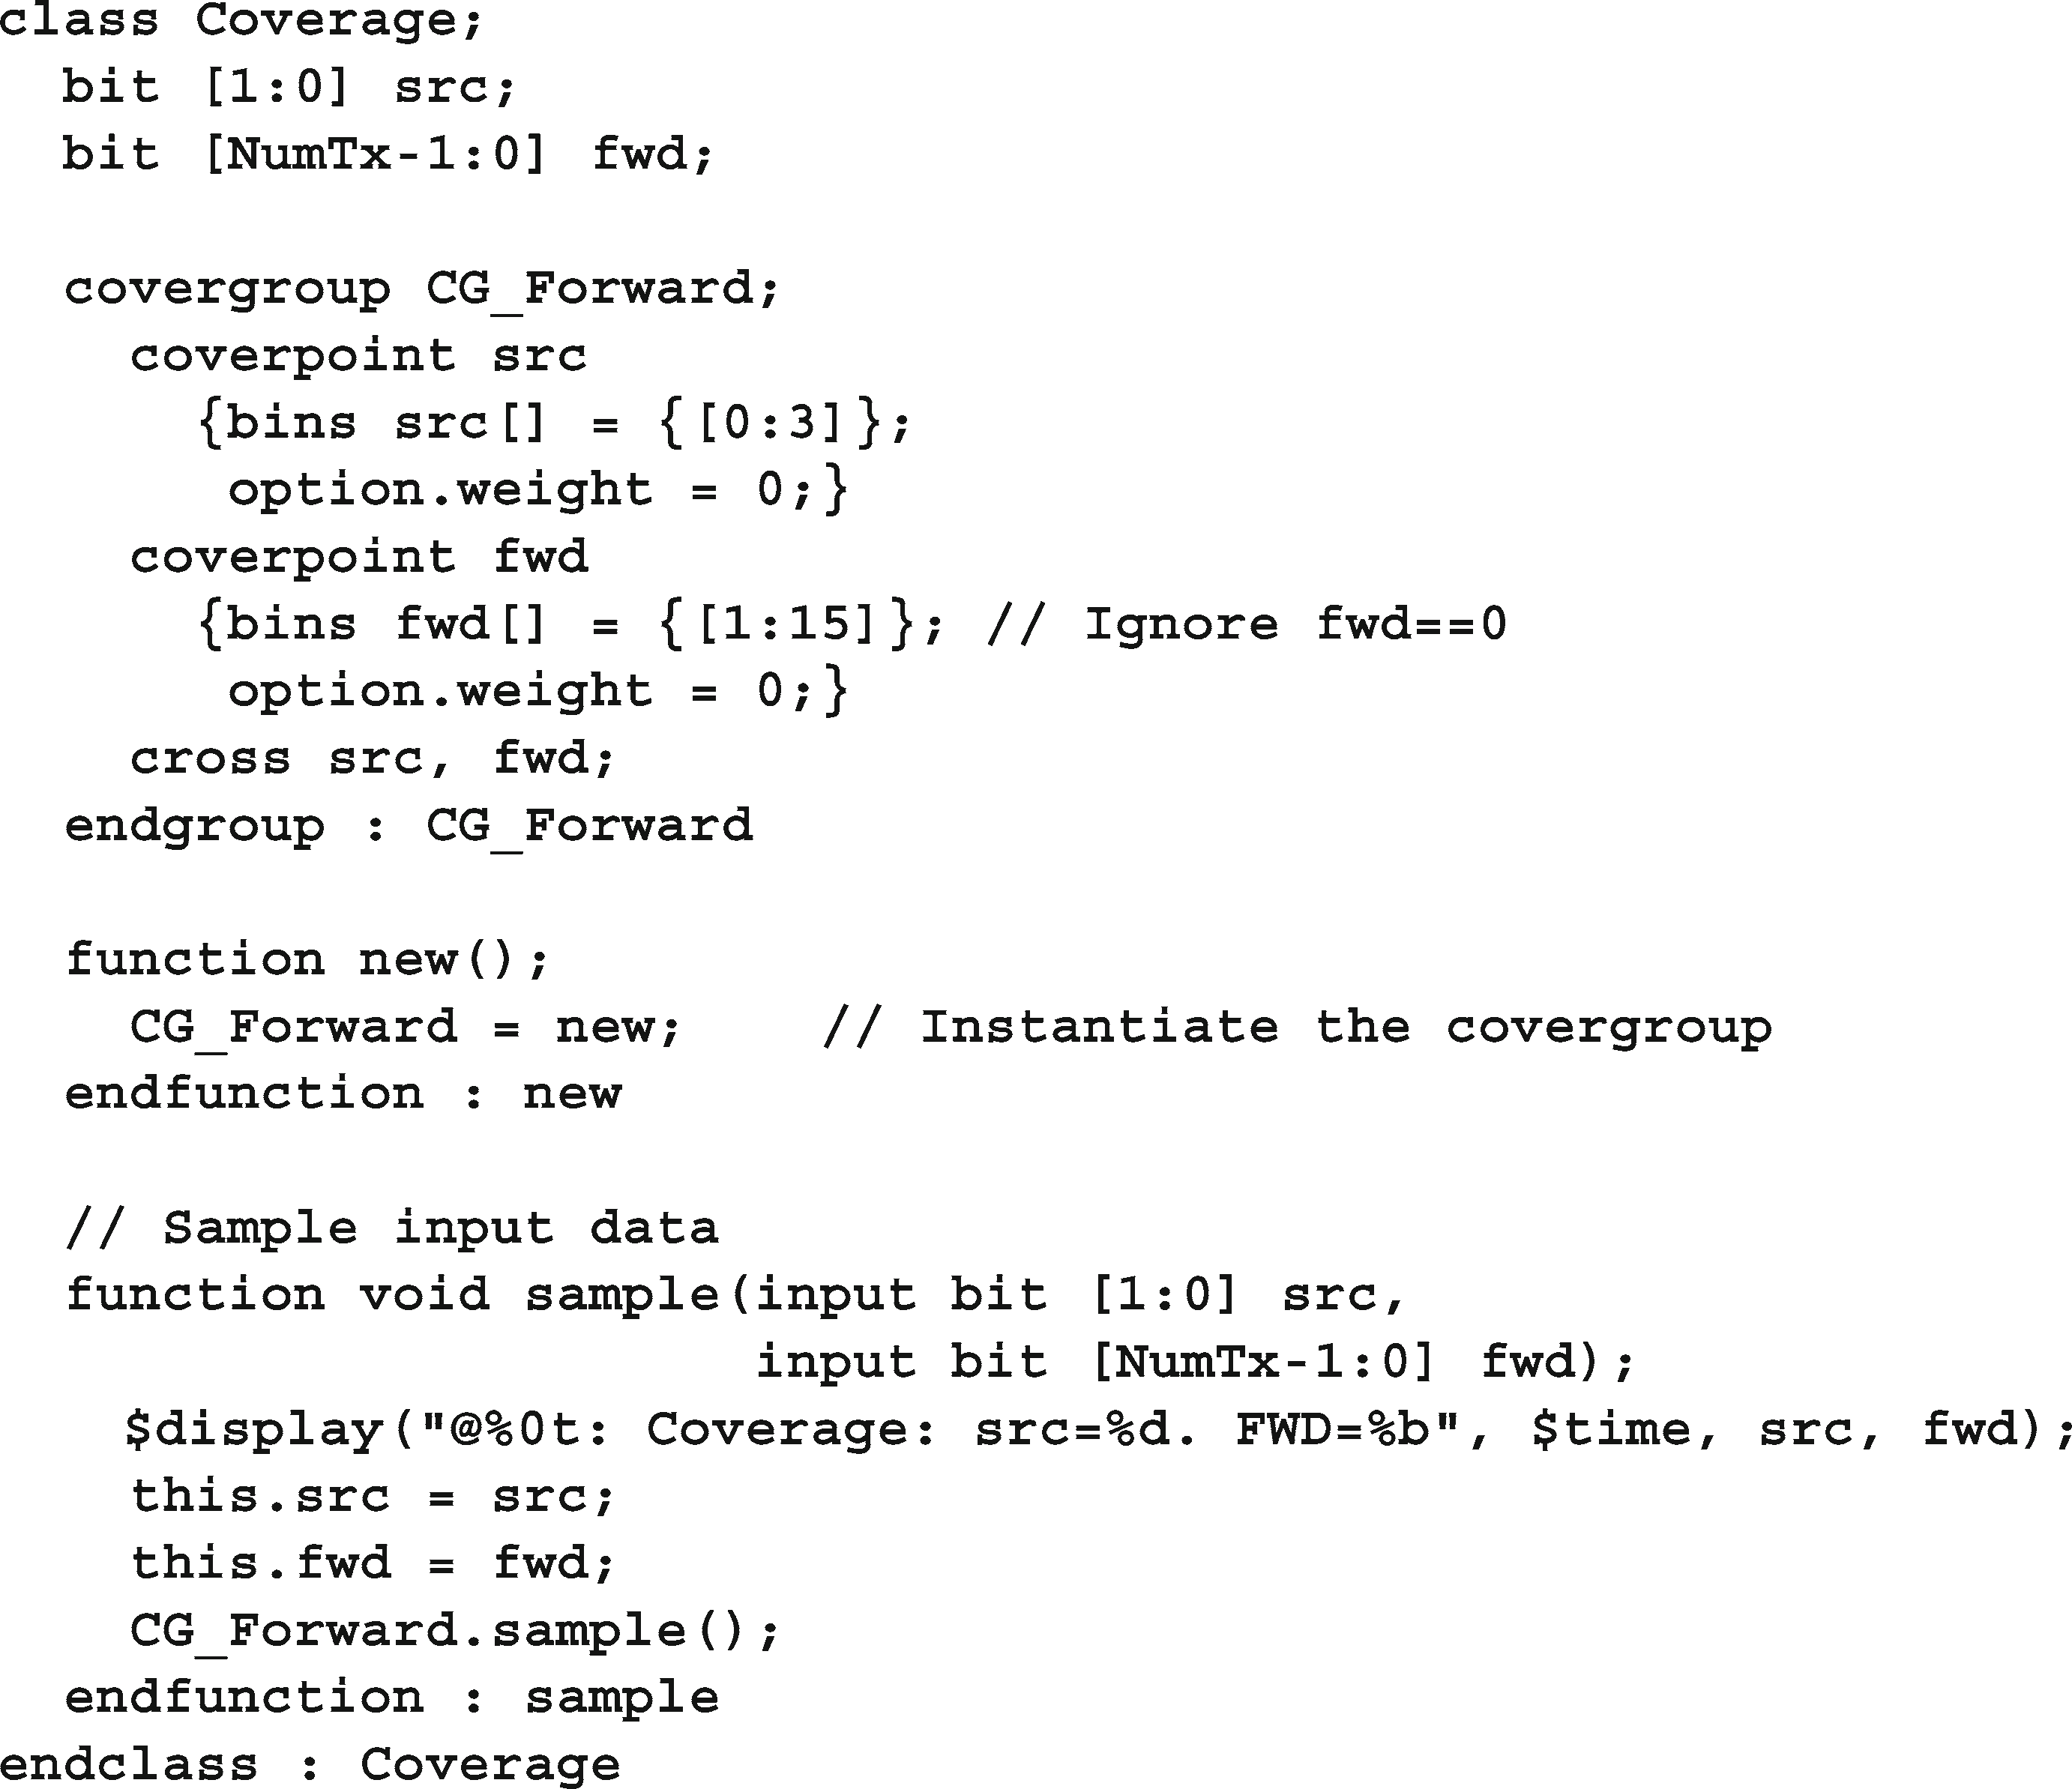 class Coverage;
  bit [1:0] src;
  bit [NumTx-1:0] fwd;

  covergroup CG_Forward;
    coverpoint src
      {bins src[] = {[0:3]};
       option.weight = 0;}
    coverpoint fwd
      {bins fwd[] = {[1:15]}; // Ignore fwd==0
       option.weight = 0;}
    cross src, fwd;
  endgroup : CG_Forward

  function new();
    CG_Forward = new;    // Instantiate the covergroup
  endfunction : new

  // Sample input data
  function void sample(input bit [1:0] src,
                       input bit [NumTx-1:0] fwd);
    $display("@%0t: Coverage: src=%d. FWD=%b", $time, src, fwd);
    this.src = src;
    this.fwd = fwd;
    CG_Forward.sample();
  endfunction : sample
endclass : Coverage